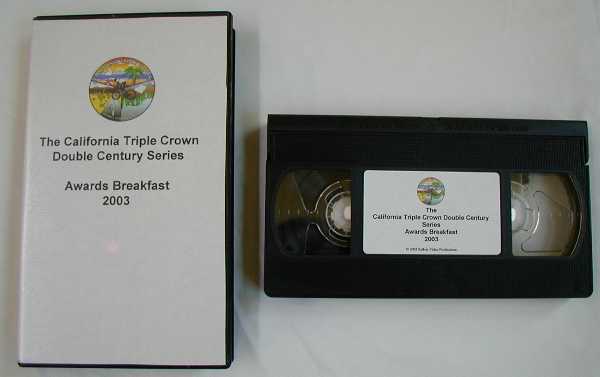 The California Triple Crown
Double Century Series
Awards Breakfast
2003
The
California Triple Crown Double Century
Series
Awards Breakfast
2003